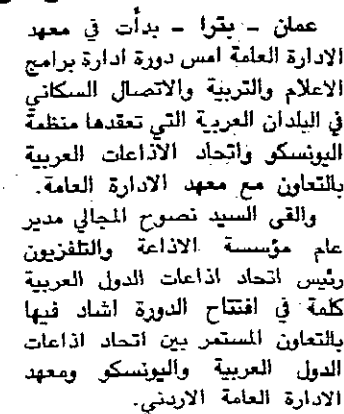 عمان - بترا - بدأت في معهد
الادارة العامة امس دورة ادارة برامج
الاعلام والتربية والاتصال السكاني
في البلدان العربية التي تعقدها منظمة
اليونسكو واتحاد الاذاعات العربية
بالتعاون مع معهد الادارة العامة.
والقى السيد نصوح المجالي مدير
عام مؤسسة الاذاعة والتلفزيون
رئيس اتحاد اذاعات الدول العربية
كلمة في افتتاح الدورة اشاد فيها
بالتعاون المستمر بين اتحاد اذاعات
الدول العربية واليونسكو ومعهد
الادارة العامة الاردني.